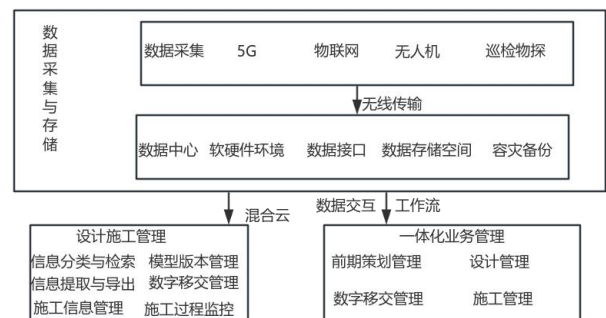 数据采集与存储
数据采集 5G 物联网 无人机 巡检物探
无线传输
数据中心 软硬件环境 数据接口 数据存储空间 容灾备份
混合云
数据交互 工作流
设计施工管理
信息分类与检索 模型版本管理
信息提取与导出 数字移交管理
施工信息管理 施工过程监控
一体化业务管理
前期策划管理 设计管理
数字移交管理 施工管理